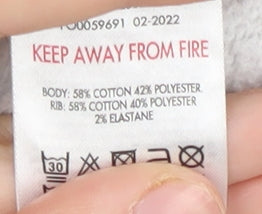 0059691 02-2022
KEEP AWAY FROM FIRE
BODY: 58% COTTON 42% POLYESTER
RIB: 58% COTTON 40% POLYESTER
2% ELASTANE
30